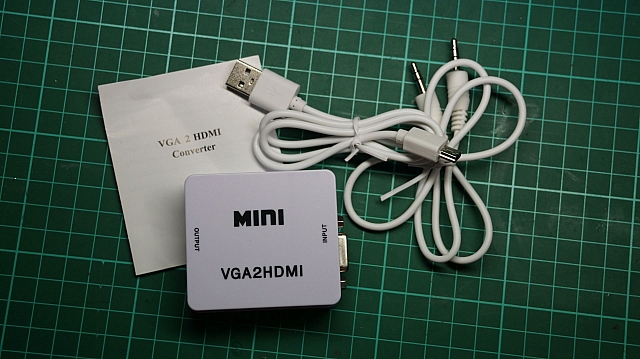 VGA 2 HDMI
Converter
MINI
OUTPUT
INPUT
VGA2HDMI